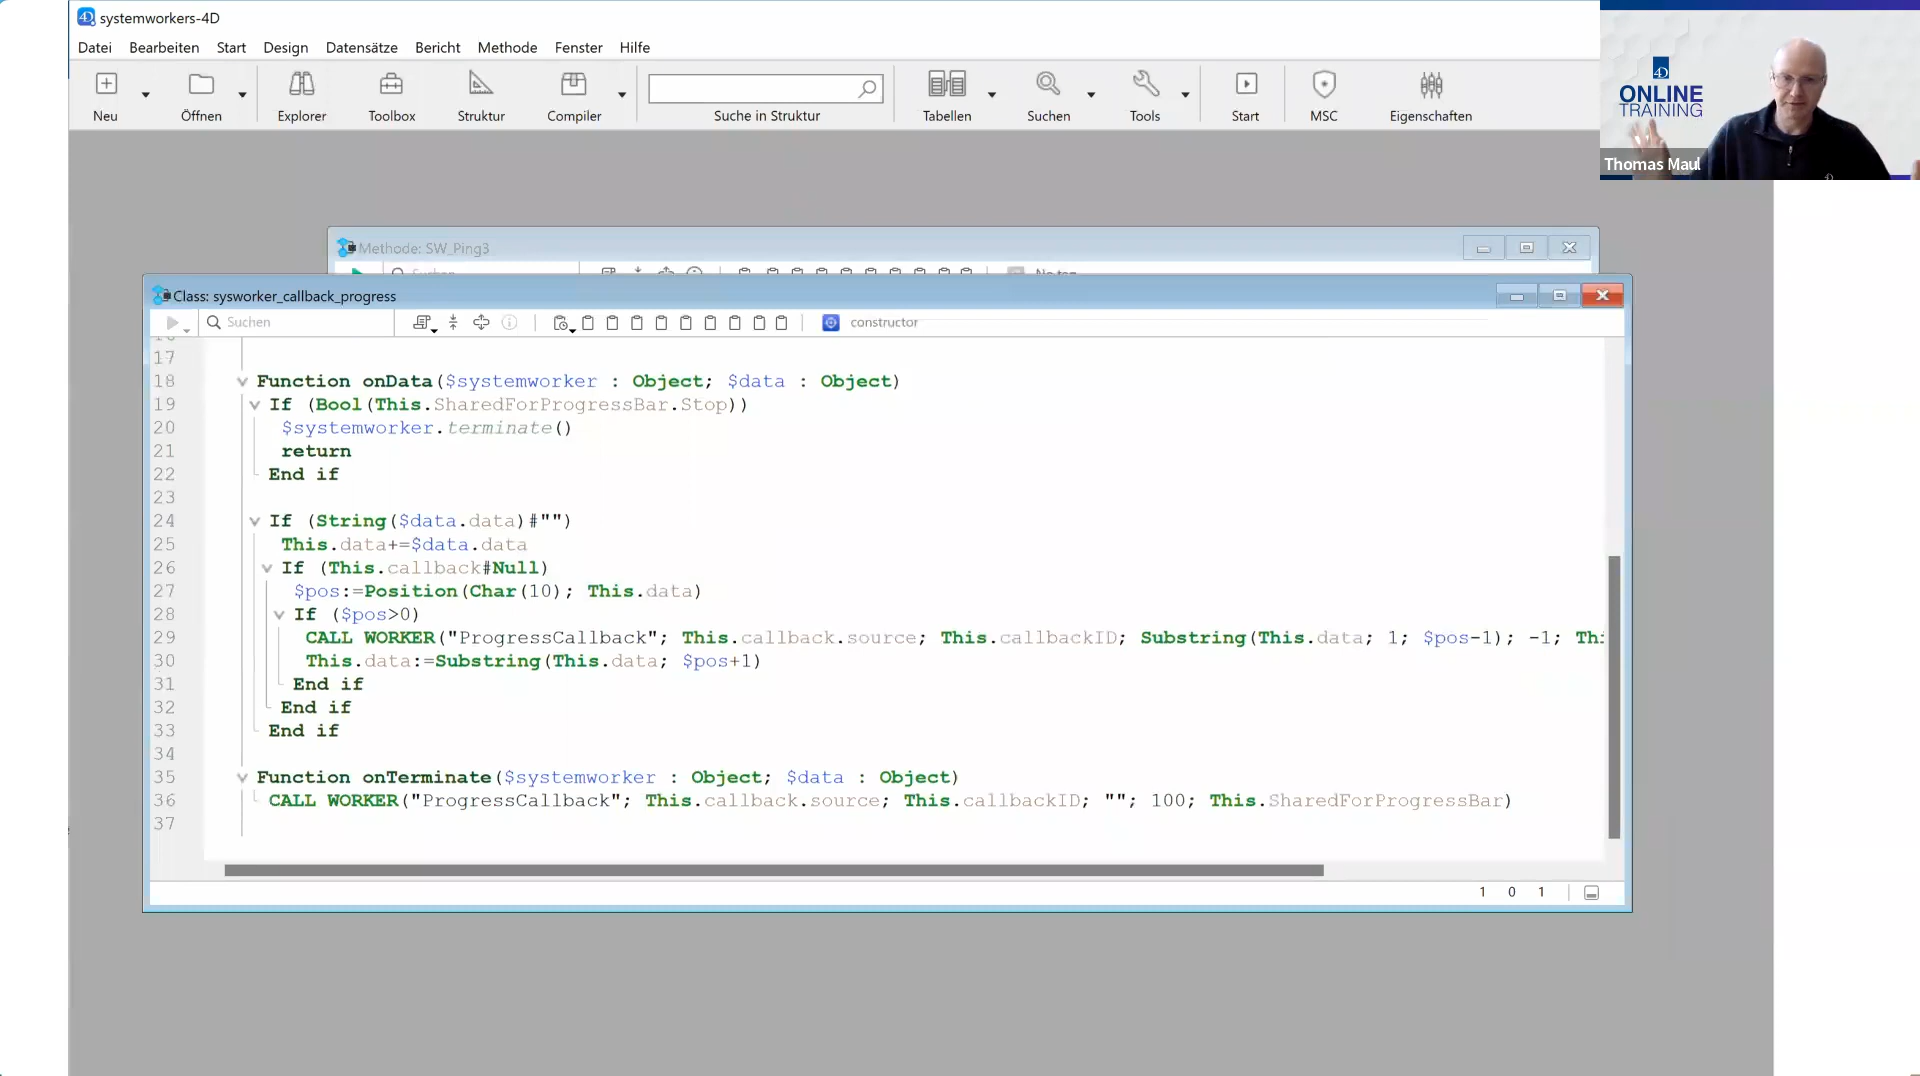 systemworkers-4D
Datei Bearbeiten Start Design Datensätze Bericht Methode Fenster Hilfe
Neu Öffnen Explorer Toolbox Struktur Compiler Suche in Struktur Tabellen Suchen Tools Start MSC Eigenschaften
4D
ONLINE
TRAINING
Thomas Maul
Methode: SW_Ping3
Class: sysworker_callback_progress
Suchen
constructor
17
18 Function onData($systemworker : Object; $data : Object)
19 If (Bool(This.SharedForProgressBar.Stop))
20 $systemworker.terminate()
21 return
22 End if
23
24 If (String($data.data)#"")
25 This.data+=$data.data
26 If (This.callback#Null)
27 $pos:=Position(Char(10); This.data)
28 If ($pos>0)
29 CALL WORKER("ProgressCallback"; This.callback.source; This.callbackID; Substring(This.data; 1; $pos-1); -1; Thi
30 This.data:=Substring(This.data; $pos+1)
31 End if
32 End if
33 End if
34
35 Function onTerminate($systemworker : Object; $data : Object)
36 CALL WORKER("ProgressCallback"; This.callback.source; This.callbackID; ""; 100; This.SharedForProgressBar)
37
1 0 1